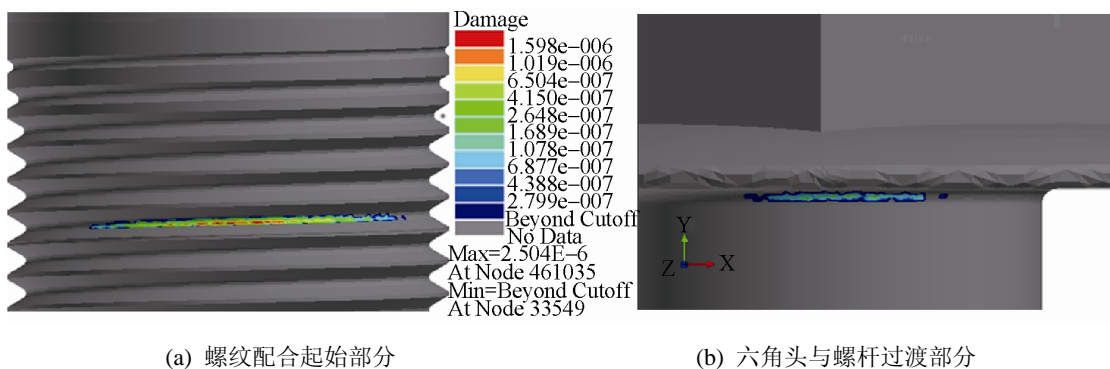 Damage
1.598e-006
1.019e-006
6.504e-007
4.150e-007
2.648e-007
1.689e-007
1.078e-007
6.877e-007
4.388e-007
2.799e-007
Beyond Cutoff
No Data
Max=2.504E-6
At Node 461035
Min=Beyond Cutoff
At Node 33549
Y
Z
X
(a) 螺纹配合起始部分
(b) 六角头与螺杆过渡部分